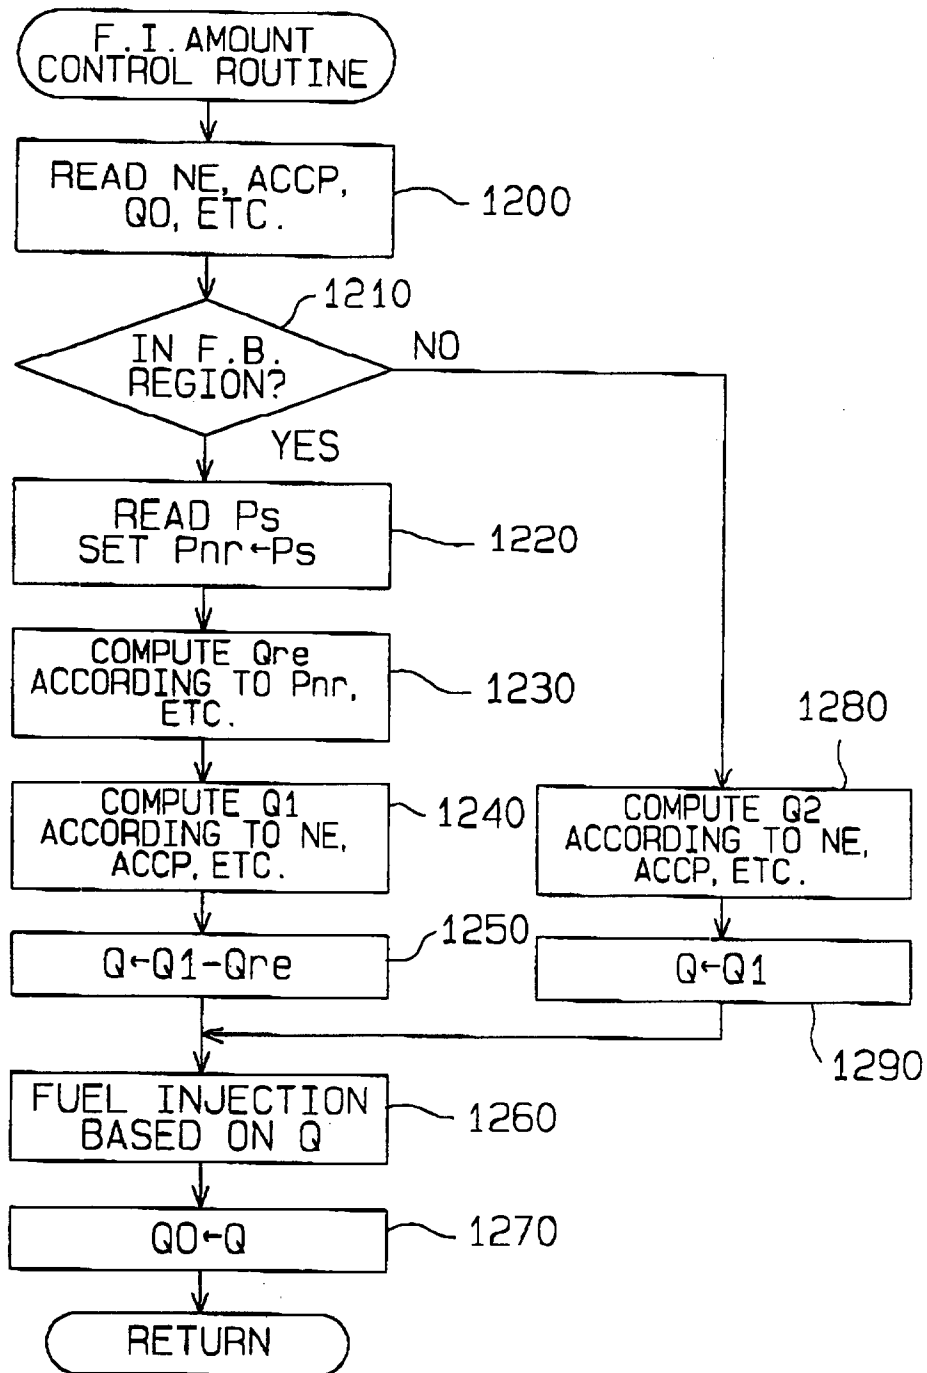 F.I.AMOUNT
CONTROL ROUTINE
READ NE, ACCP,
Q0, ETC.
1200
1210
IN F.B.
REGION?
NO
YES
READ Ps
SET Pnr←Ps
1220
COMPUTE Qre
ACCORDING TO Pnr,
ETC.
1230
COMPUTE Q1
ACCORDING TO NE,
ACCP, ETC.
1240
Q←Q1-Qre
1250
1280
COMPUTE Q2
ACCORDING TO NE,
ACCP, ETC.
Q←Q1
1290
FUEL INJECTION
BASED ON Q
1260
Q0←Q
1270
RETURN